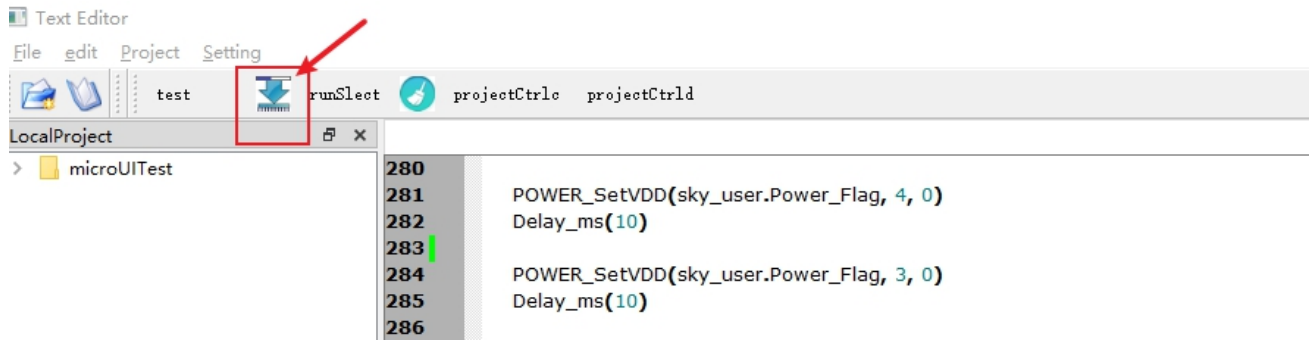 Text Editor
File edit Project Setting
test runSlect projectCtrlc projectCtrld
LocalProject
microUITest
280
281 POWER_SetVDD(sky_user.Power_Flag, 4, 0)
282 Delay_ms(10)
283
284 POWER_SetVDD(sky_user.Power_Flag, 3, 0)
285 Delay_ms(10)
286